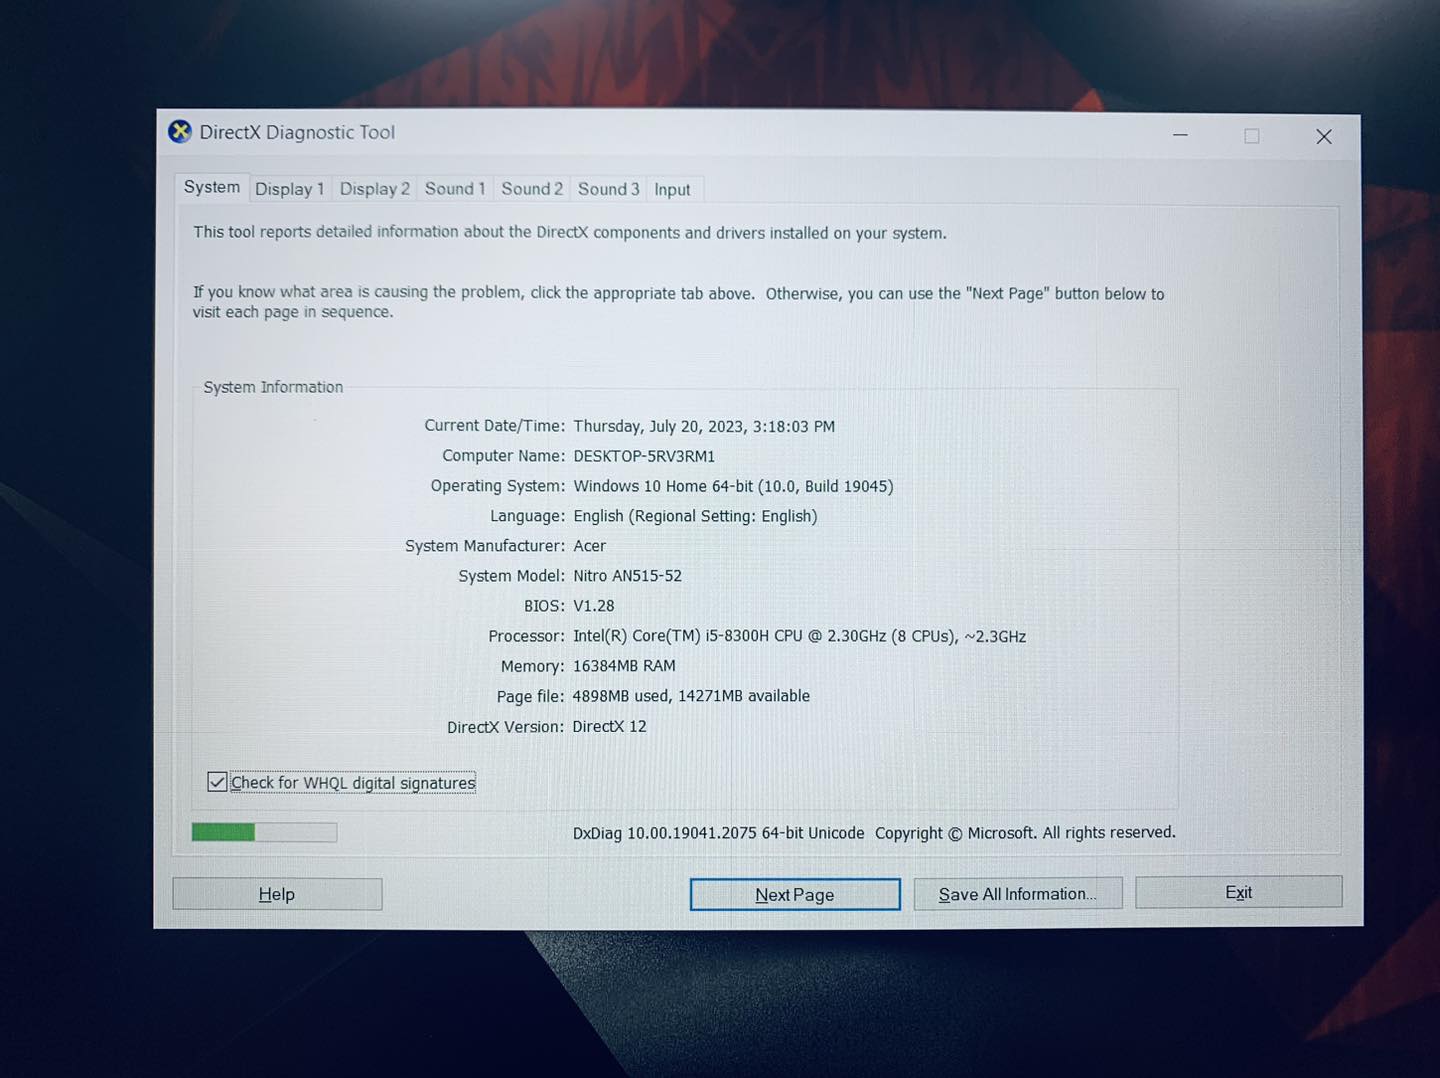 DirectX Diagnostic Tool
System Display 1 Display 2 Sound 1 Sound 2 Sound 3 Input
This tool reports detailed information about the DirectX components and drivers installed on your system.
If you know what area is causing the problem, click the appropriate tab above.  Otherwise, you can use the "Next Page" button below to
visit each page in sequence.
System Information
Current Date/Time: Thursday, July 20, 2023, 3:18:03 PM
Computer Name: DESKTOP-5RV3RM1
Operating System: Windows 10 Home 64-bit (10.0, Build 19045)
Language: English (Regional Setting: English)
System Manufacturer: Acer
System Model: Nitro AN515-52
BIOS: V1.28
Processor: Intel(R) Core(TM) i5-8300H CPU @ 2.30GHz (8 CPUs), ~2.3GHz
Memory: 16384MB RAM
Page file: 4898MB used, 14271MB available
DirectX Version: DirectX 12
Check for WHQL digital signatures
DxDiag 10.00.19041.2075 64-bit Unicode  Copyright © Microsoft. All rights reserved.
Help Next Page Save All Information... Exit